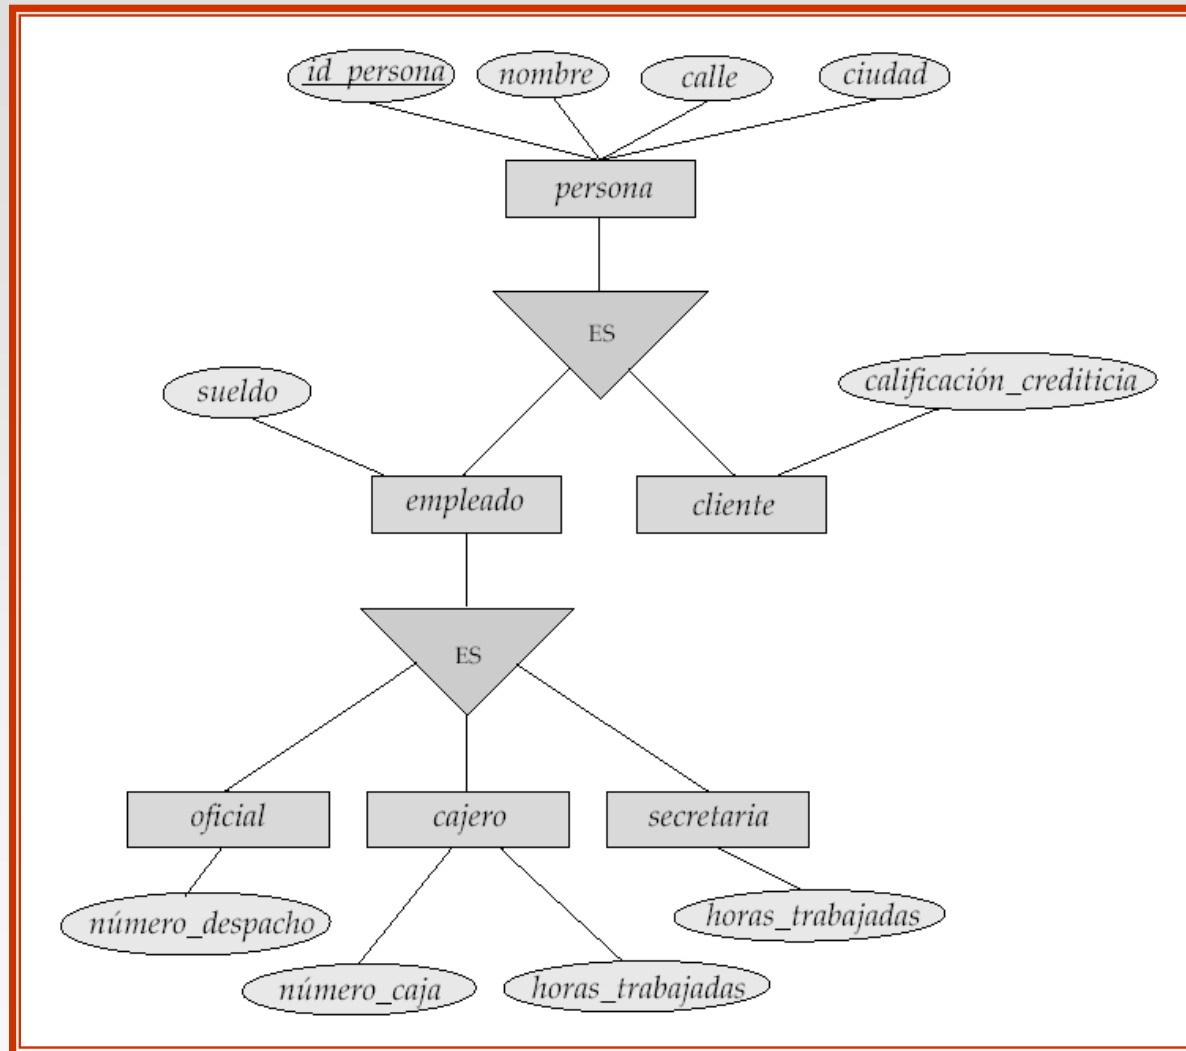 id_persona
nombre
calle
ciudad
persona
ES
sueldo
calificación_crediticia
empleado
cliente
ES
oficial
cajero
secretaria
número_despacho
horas_trabajadas
número_caja
horas_trabajadas